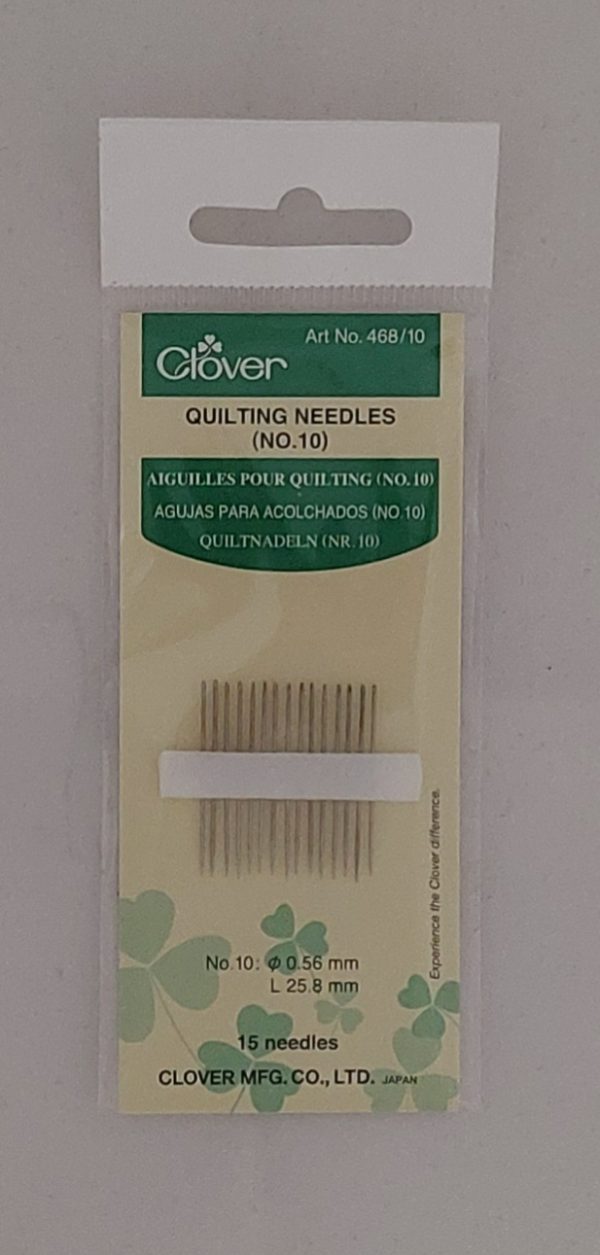 Clover
Art No. 468/10
QUILTING NEEDLES
(NO.10)
AIGUILLES POUR QUILTING (NO.10)
AGUJAS PARA ACOLCHADOS (NO.10)
QUILTNADELN (NR.10)
Experience the Clover difference.
No.10: ϕ 0.56 mm
L 25.8 mm
15 needles
CLOVER MFG. CO., LTD. JAPAN